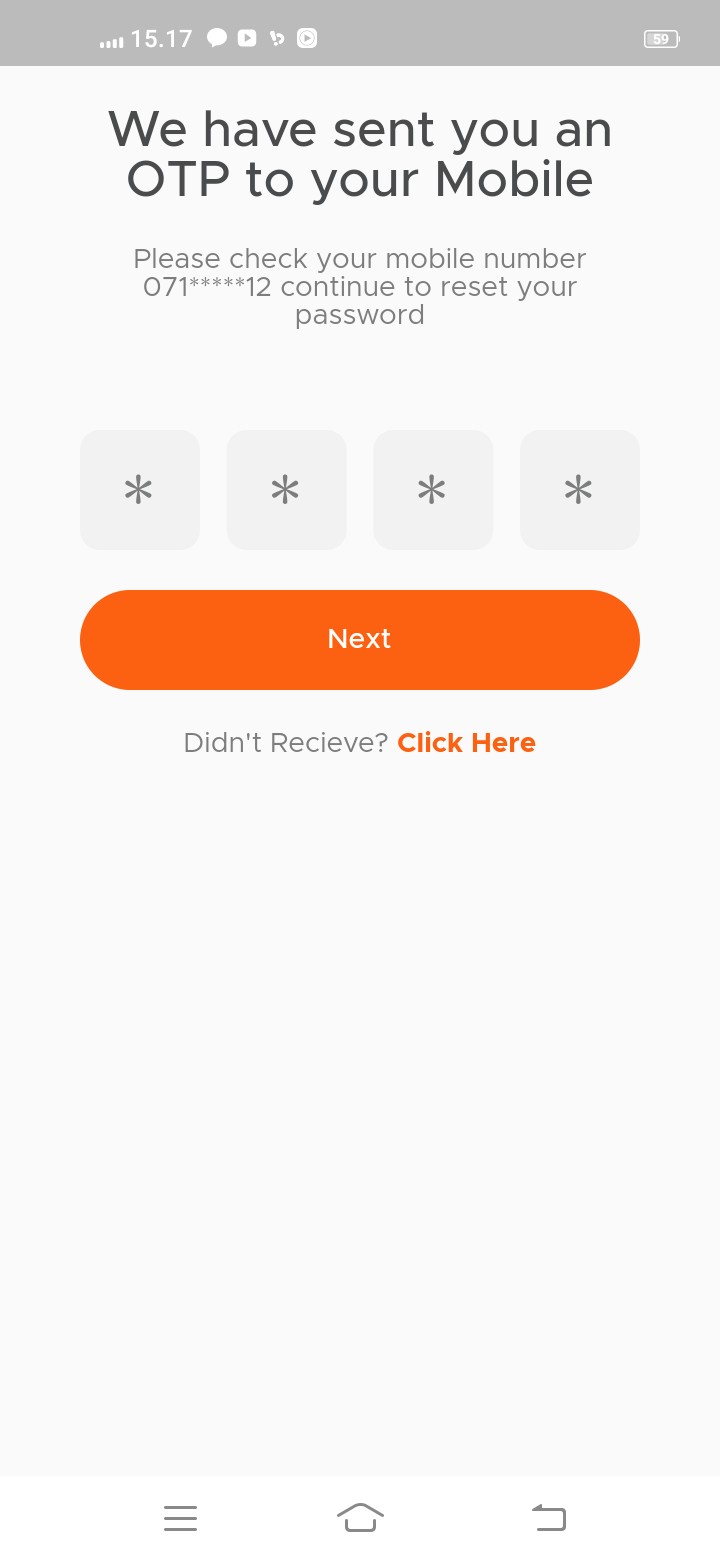 15.17
59
We have sent you an
OTP to your Mobile
Please check your mobile number
071*****12 continue to reset your
password
* * * *
Next
Didn't Recieve? Click Here